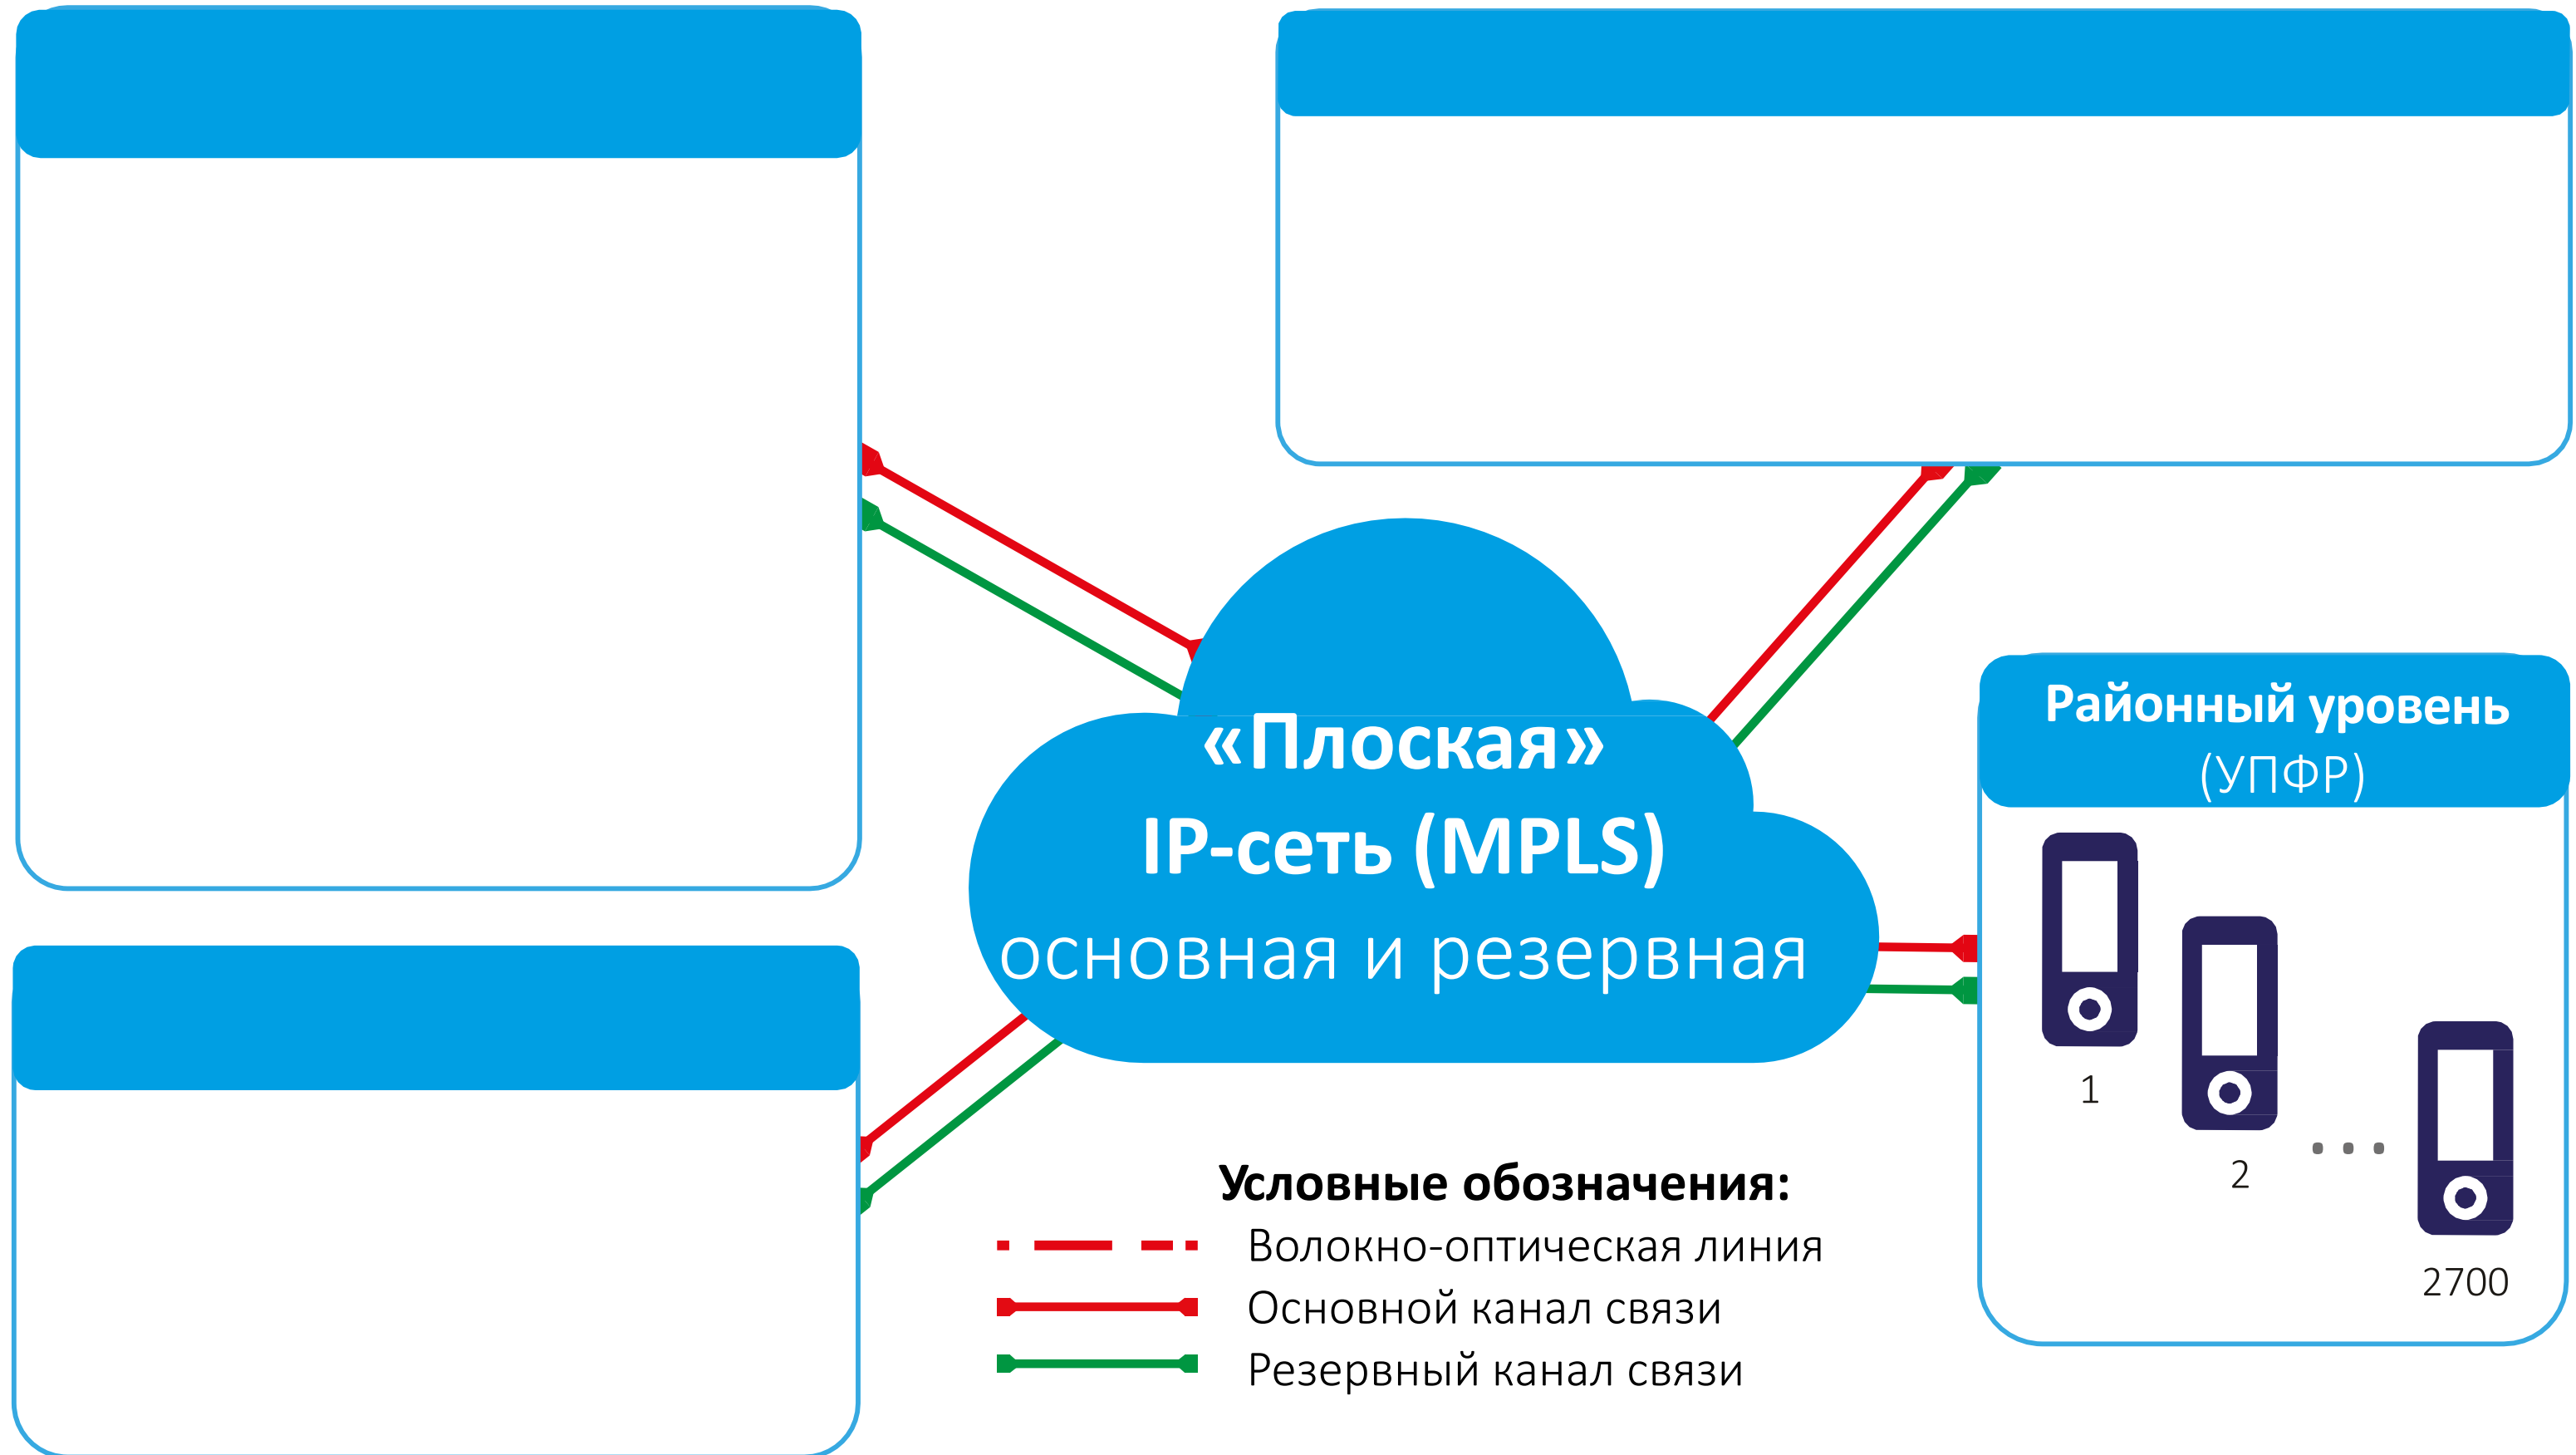 «Плоская»
IP-сеть (MPLS)
основная и резервная
Районный уровень
(УПФР)
1
2
...
2700
Условные обозначения:
Волокно-оптическая линия
Основной канал связи
Резервный канал связи